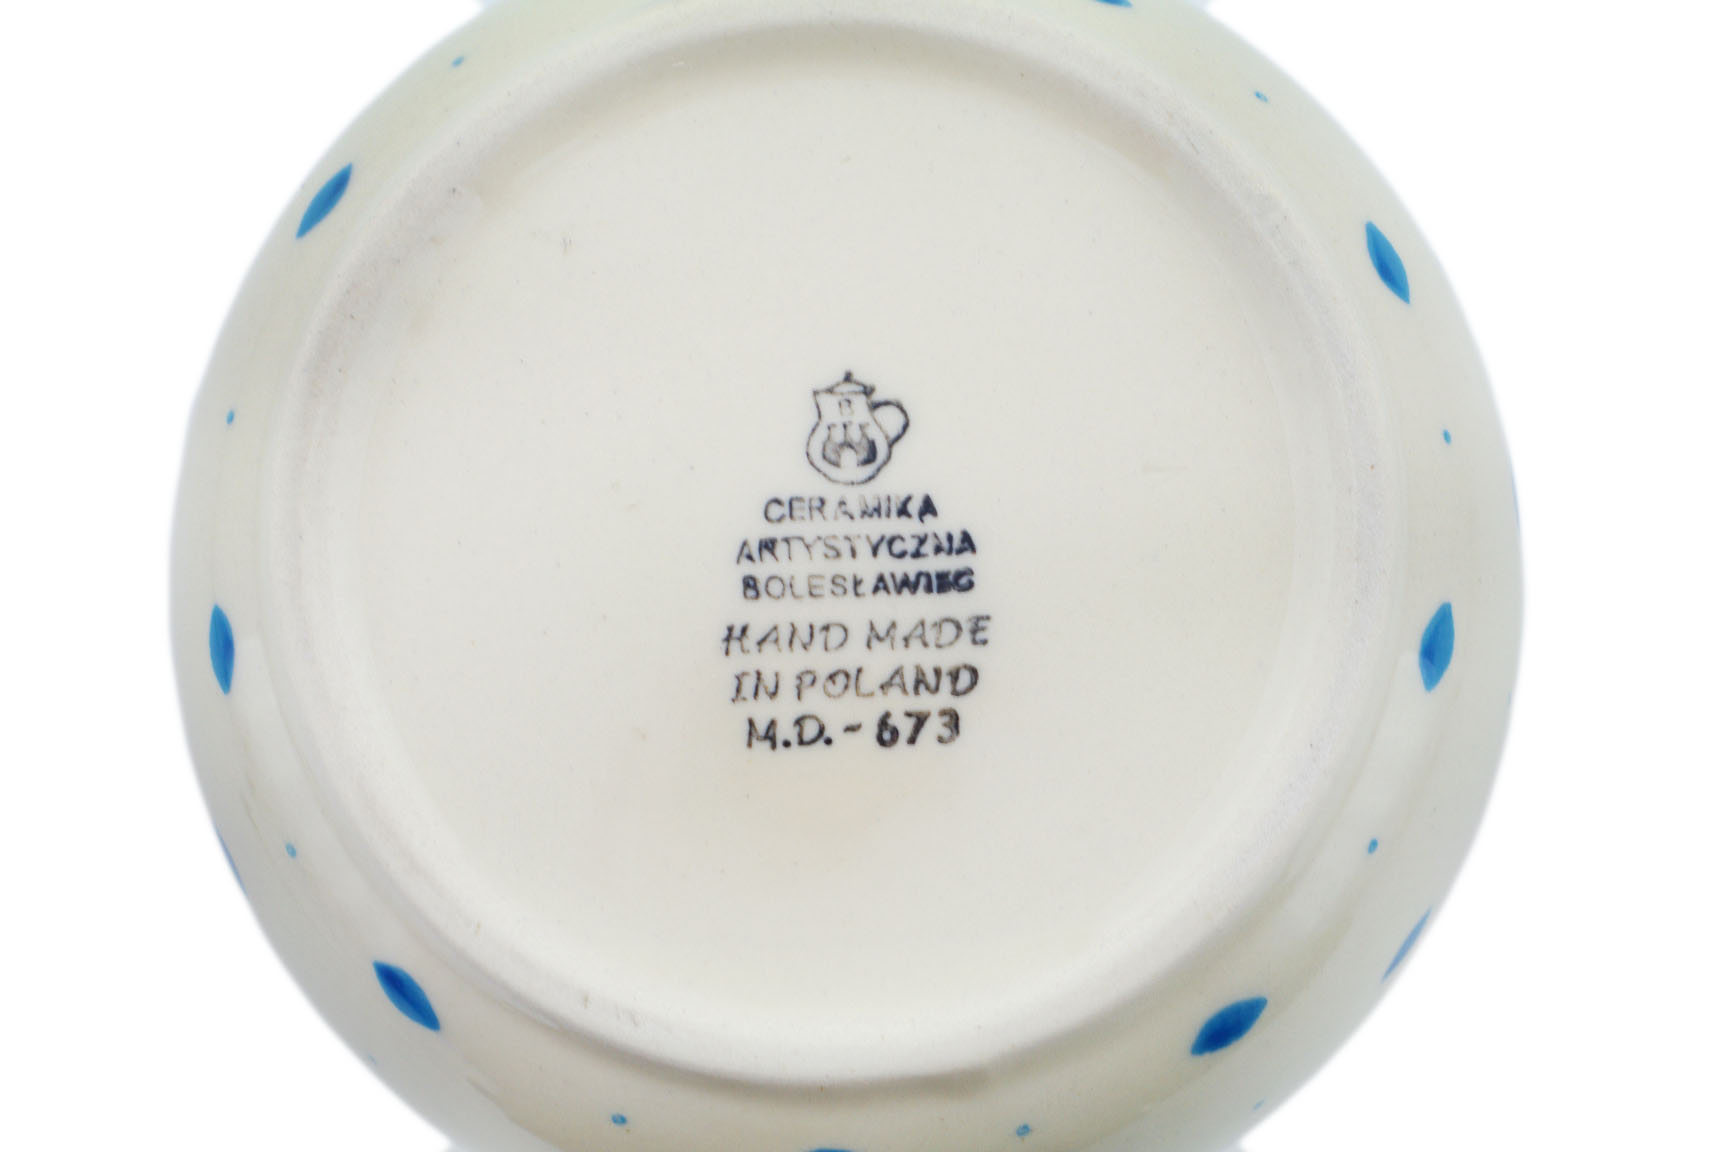 B
CERAMIKA
ARTYSTYCZNA
BOLESŁAWIEC
HAND MADE
IN POLAND
M.D.-673